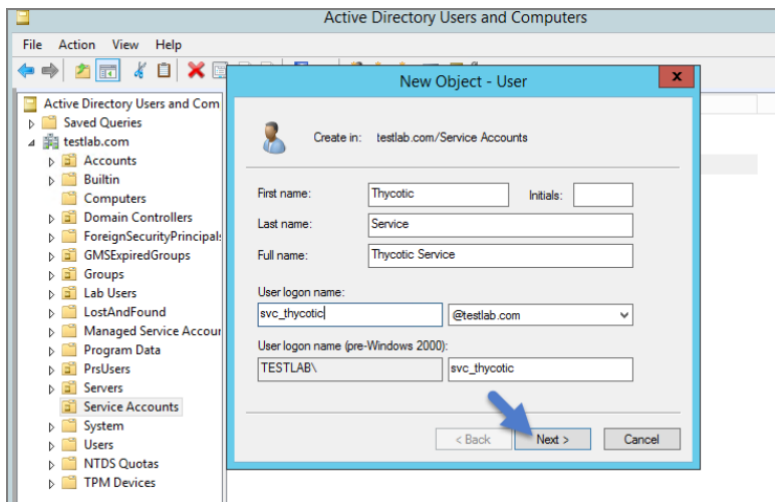 Active Directory Users and Computers
File Action View Help
Active Directory Users and Com
Saved Queries
testlab.com
Accounts
Builtin
Computers
Domain Controllers
ForeignSecurityPrincipals
GMSExpiredGroups
Groups
Lab Users
LostAndFound
Managed Service Accour
Program Data
PrsUsers
Servers
Service Accounts
System
Users
NTDS Quotas
TPM Devices
New Object - User
x
Create in: testlab.com/Service Accounts
First name: Thycotic Initials:
Last name: Service
Full name: Thycotic Service
User logon name:
svc_thycotic @testlab.com
User logon name (pre-Windows 2000):
TESTLAB\ svc_thycotic
< Back Next > Cancel